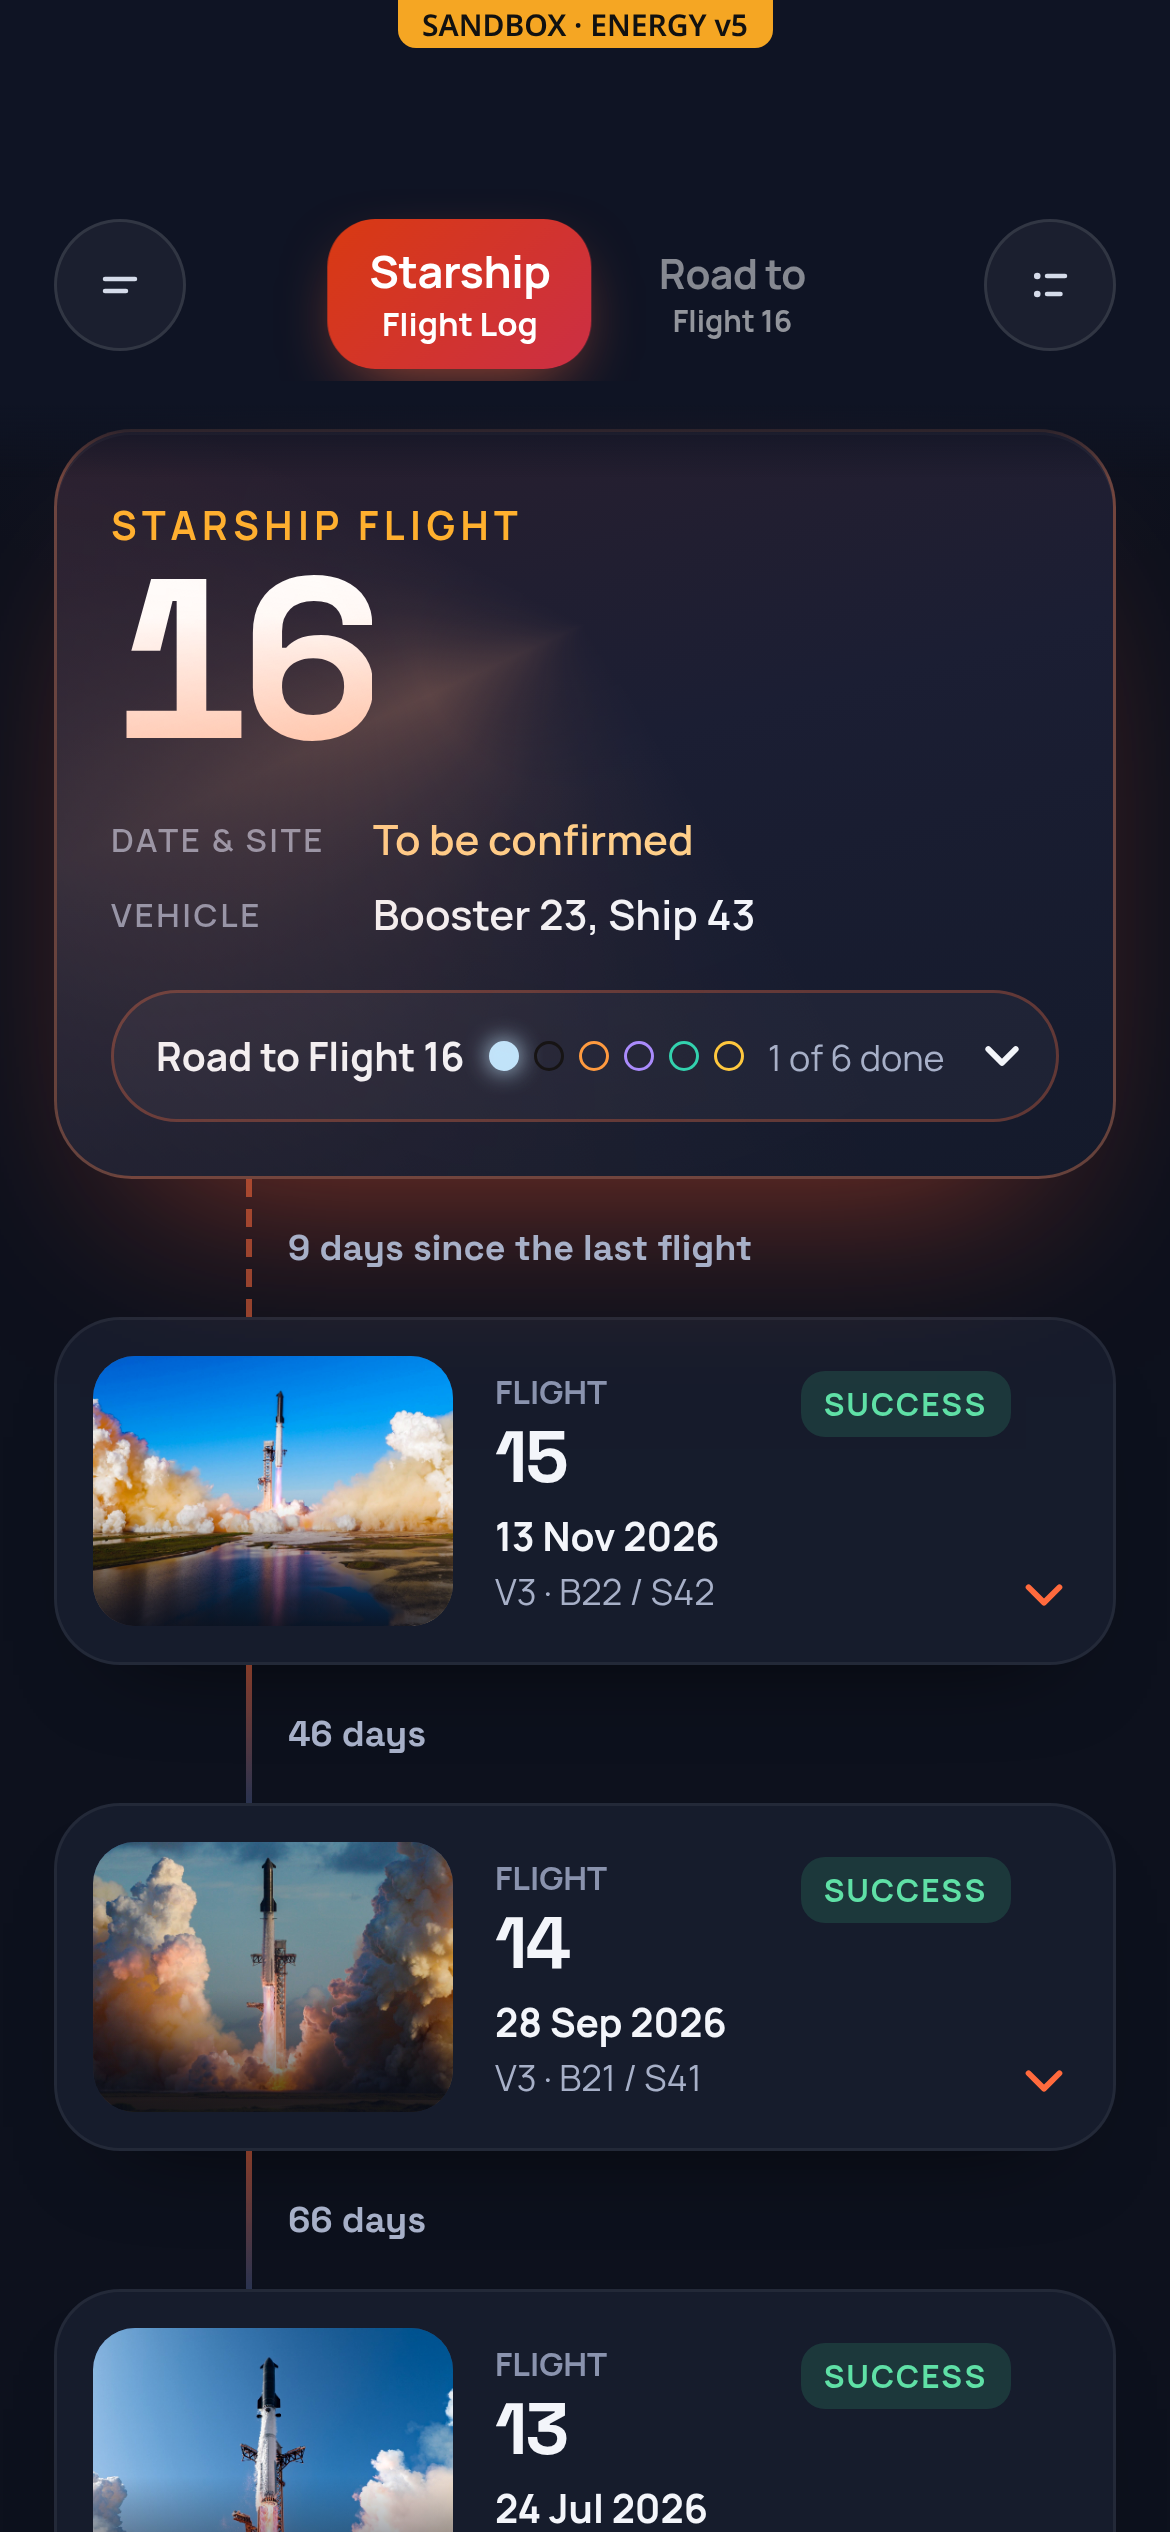 SANDBOX · ENERGY v5
Starship
Flight Log
Road to
Flight 16
STARSHIP FLIGHT
16
DATE & SITE To be confirmed
VEHICLE Booster 23, Ship 43
Road to Flight 16 1 of 6 done
9 days since the last flight
FLIGHT
SUCCESS
15
13 Nov 2026
V3 · B22 / S42
46 days
FLIGHT
SUCCESS
14
28 Sep 2026
V3 · B21 / S41
66 days
FLIGHT
SUCCESS
13
24 Jul 2026